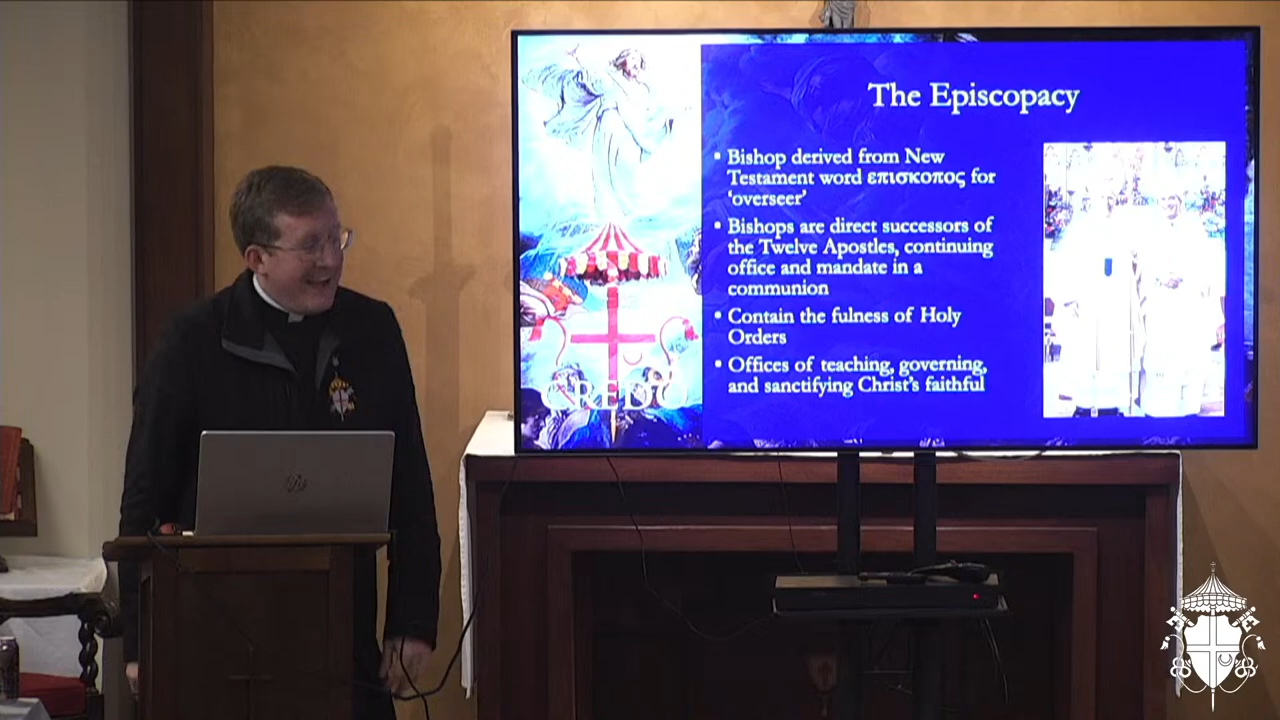 The Episcopacy
▪ Bishop derived from New
Testament word επισκοπος for
‘overseer’
▪ Bishops are direct successors of
the Twelve Apostles, continuing
office and mandate in a
communion
▪ Contain the fulness of Holy
Orders
▪ Offices of teaching, governing,
and sanctifying Christ’s faithful
CREDO
hp